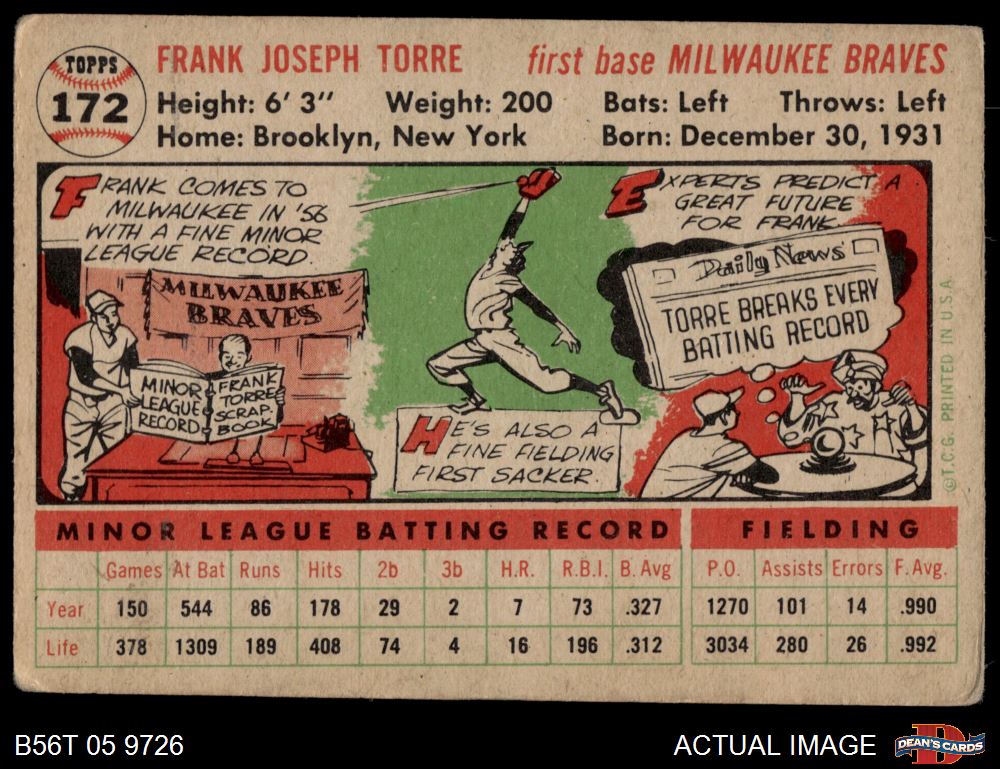 TOPPS
172
FRANK JOSEPH TORRE first base MILWAUKEE BRAVES
Height: 6' 3" Weight: 200 Bats: Left Throws: Left
Home: Brooklyn, New York Born: December 30, 1931
FRANK COMES TO
MILWAUKEE IN '56
WITH A FINE MINOR
LEAGUE RECORD.
MILWAUKEE
BRAVES
MINOR
LEAGUE
RECORD
FRANK
TORRE
SCRAP
BOOK
HE'S ALSO A
FINE FIELDING
FIRST SACKER.
EXPERTS PREDICT A
GREAT FUTURE
FOR FRANK.
Daily News
TORRE BREAKS EVERY
BATTING RECORD
©T.C.G. PRINTED IN U.S.A
MINOR LEAGUE BATTING RECORD FIELDING
Games At Bat Runs Hits 2b 3b H.R. R.B.I. B. Avg P.O. Assists Errors F. Avg.
Year 150 544 86 178 29 2 7 73 .327 1270 101 14 .990
Life 378 1309 189 408 74 4 16 196 .312 3034 280 26 .992
B56T 05 9726 ACTUAL IMAGE DEAN'S CARDS